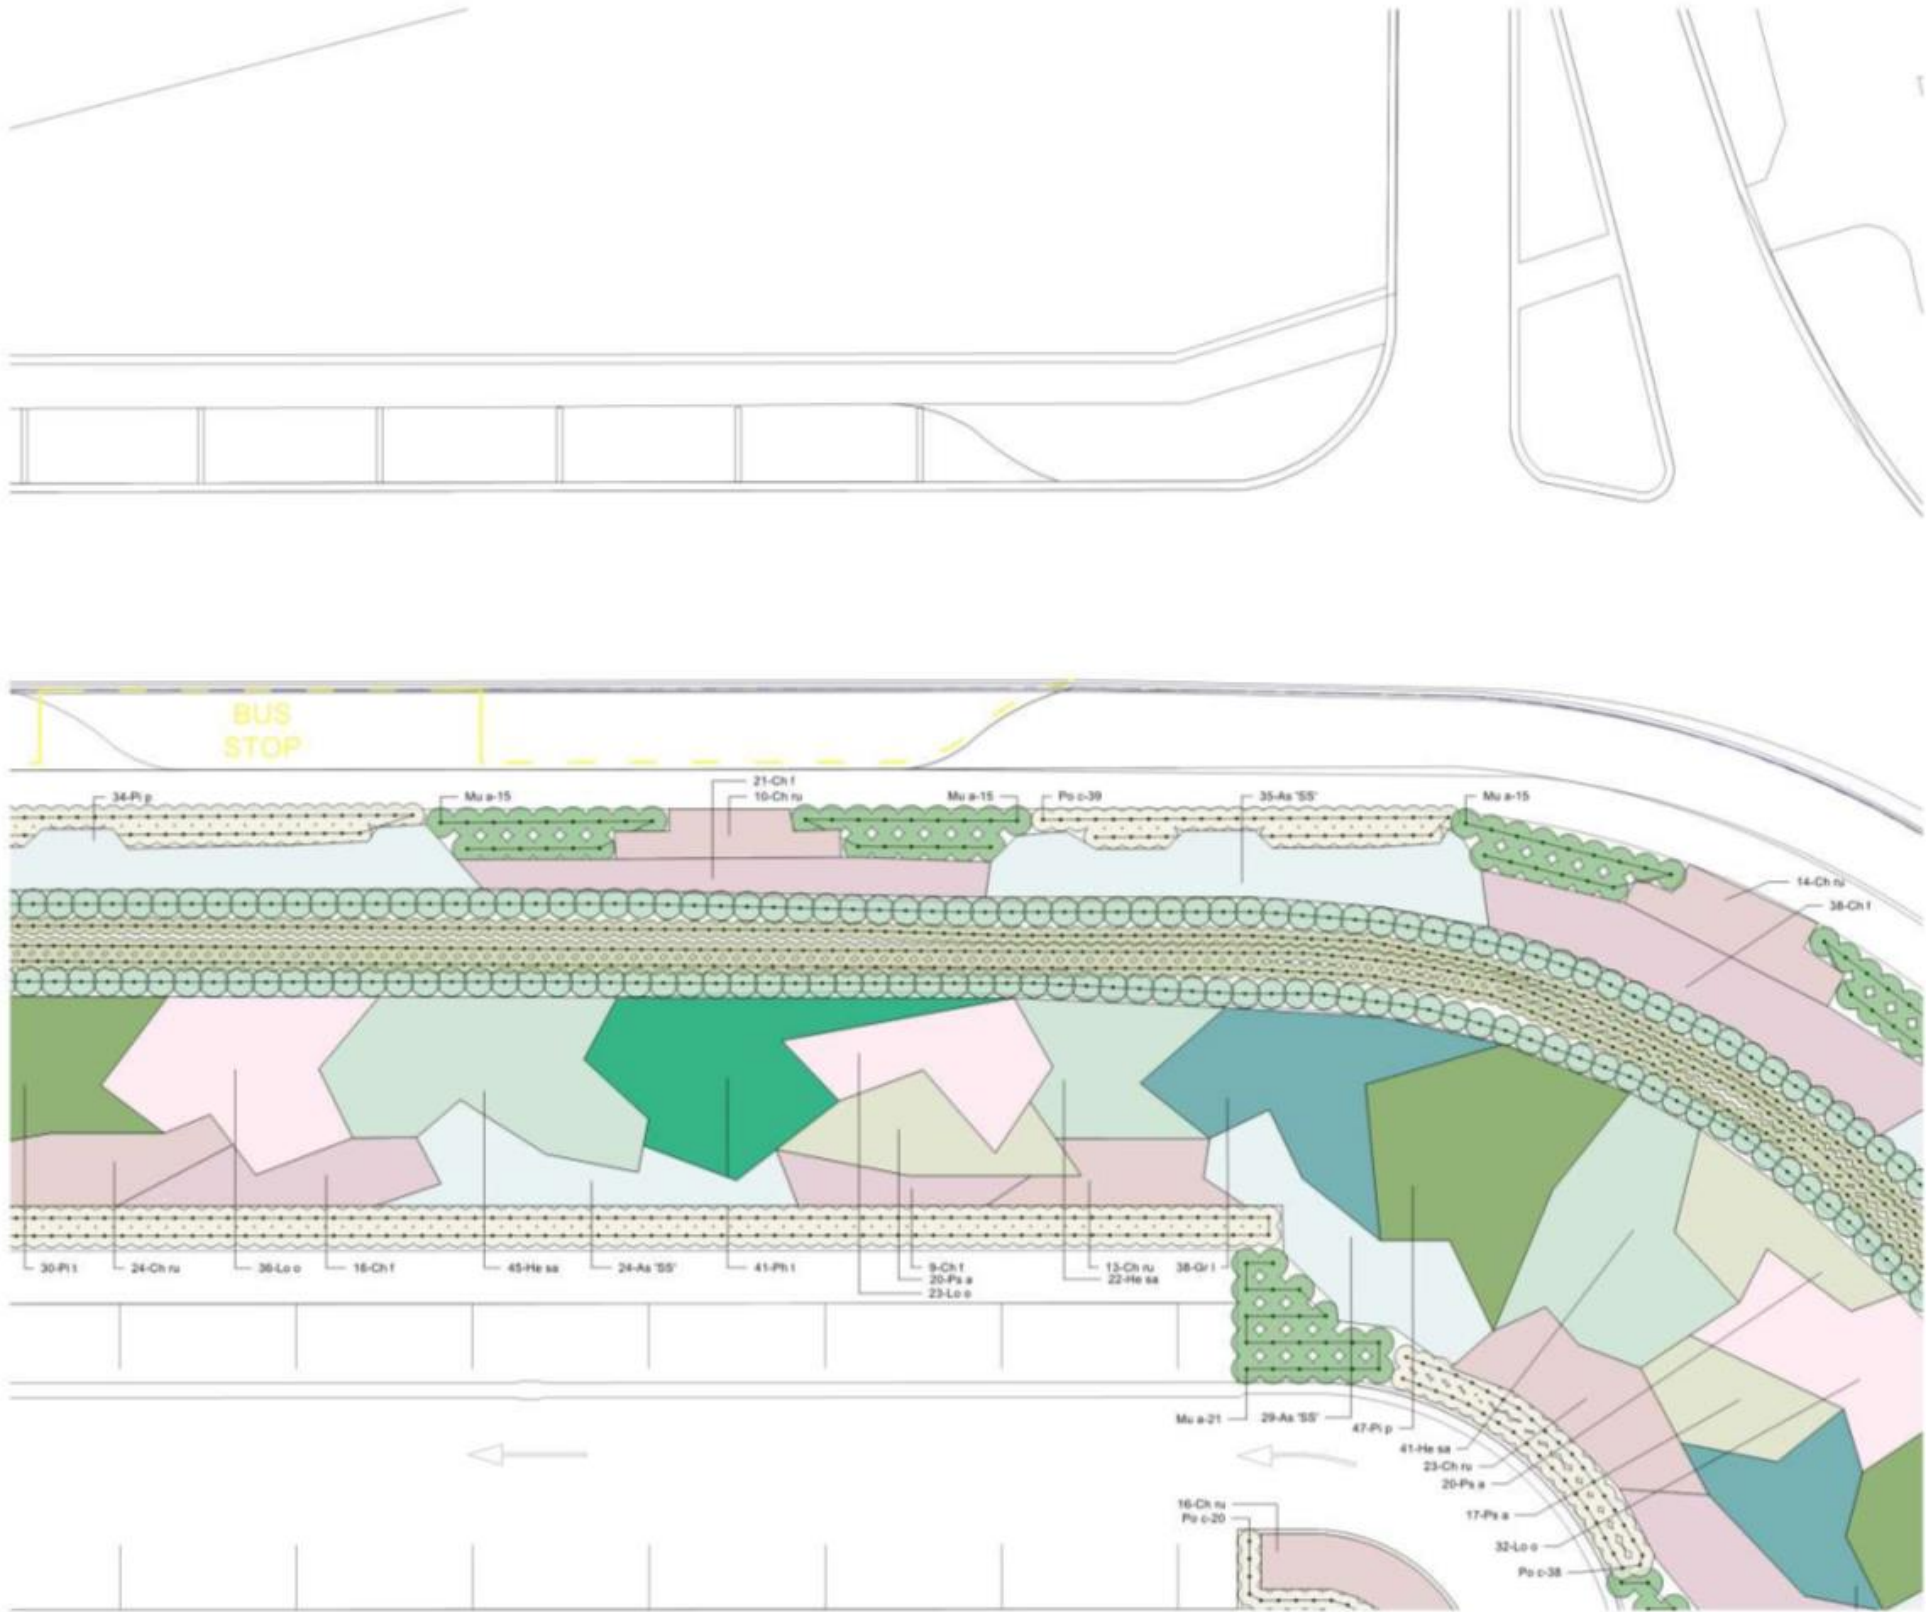 BUS
STOP
21-Ch f
34-Pi p
Mu a-15
10-Ch ru
Mu a-15
Po c-39
35-As 'SS'
Mu a-15
14-Ch ru
38-Ch f
30-Pi t
24-Ch ru
36-Lo o
16-Ch f
45-He sa
24-As 'SS'
41-Ph t
9-Ch f
13-Ch ru
38-Gr l
20-Ps a
22-He sa
23-Lo o
Mu a-21
29-As 'SS'
47-Pi p
41-He sa
23-Ch ru
20-Ps a
16-Ch ru
17-Ps a
Po c-20
32-Lo o
Po c-38